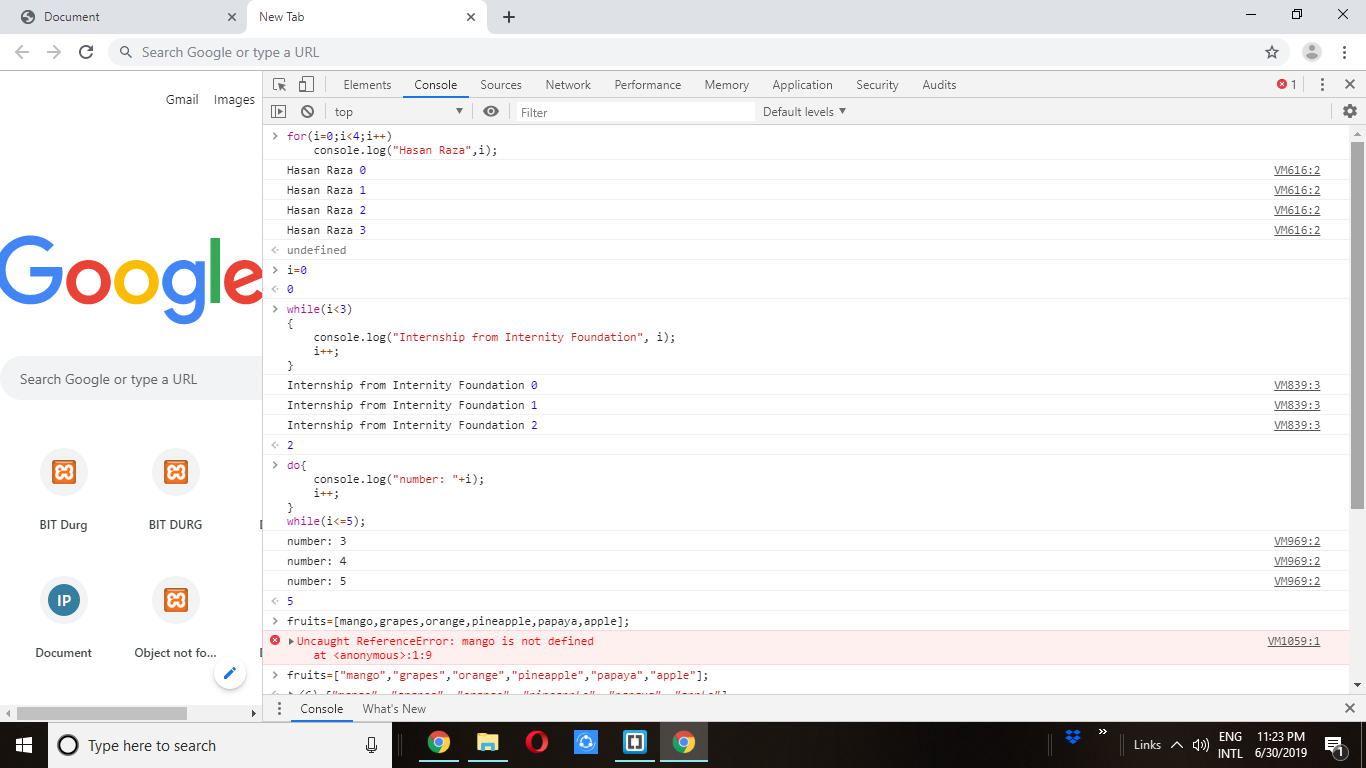 Document
New Tab
Search Google or type a URL
Gmail Images
Google
Search Google or type a URL
BIT Durg
BIT DURG
IP
Document
Object not fo...
Elements Console Sources Network Performance Memory Application Security Audits
1
top
Filter
Default levels
for(i=0;i<4;i++)
console.log("Hasan Raza",i);
Hasan Raza 0 VM616:2
Hasan Raza 1 VM616:2
Hasan Raza 2 VM616:2
Hasan Raza 3 VM616:2
undefined
i=0
0
while(i<3)
{
console.log("Internship from Internity Foundation", i);
i++;
}
Internship from Internity Foundation 0 VM839:3
Internship from Internity Foundation 1 VM839:3
Internship from Internity Foundation 2 VM839:3
2
do{
console.log("number: "+i);
i++;
}
while(i<=5);
number: 3 VM969:2
number: 4 VM969:2
number: 5 VM969:2
5
fruits=[mango,grapes,orange,pineapple,papaya,apple];
Uncaught ReferenceError: mango is not defined VM1059:1
at <anonymous>:1:9
fruits=["mango","grapes","orange","pineapple","papaya","apple"];
(6) ["mango", "grapes", "orange", "pineapple", "papaya", "apple"]
Console What's New
Type here to search
Links
ENG
INTL
11:23 PM
6/30/2019
1